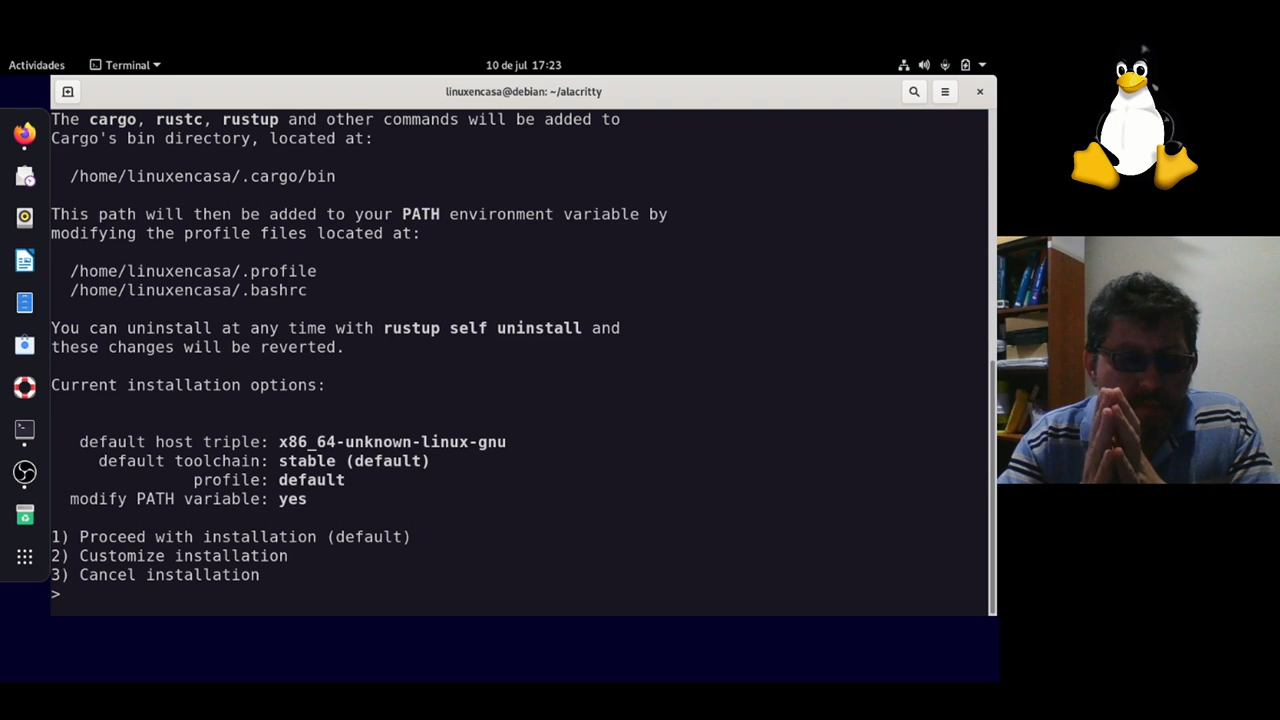 Actividades
Terminal
10 de jul 17:23
linuxencasa@debian: ~/alacritty
The cargo, rustc, rustup and other commands will be added to
Cargo's bin directory, located at:
/home/linuxencasa/.cargo/bin
This path will then be added to your PATH environment variable by
modifying the profile files located at:
/home/linuxencasa/.profile
/home/linuxencasa/.bashrc
You can uninstall at any time with rustup self uninstall and
these changes will be reverted.
Current installation options:
default host triple: x86_64-unknown-linux-gnu
default toolchain: stable (default)
profile: default
modify PATH variable: yes
1) Proceed with installation (default)
2) Customize installation
3) Cancel installation
>